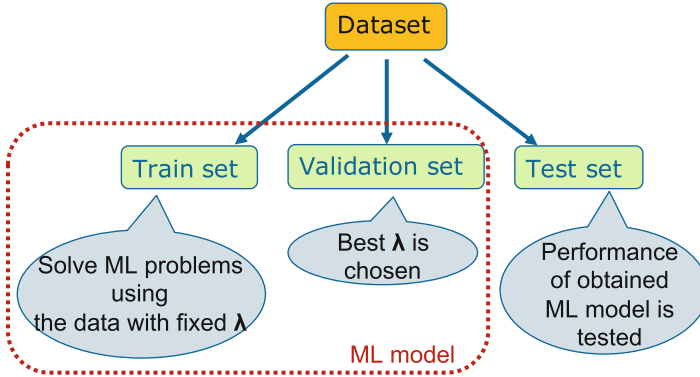 Dataset
Train set
Validation set
Test set
Solve ML problems
using
the data with fixed λ
Best λ is
chosen
Performance
of obtained
ML model is
tested
ML model